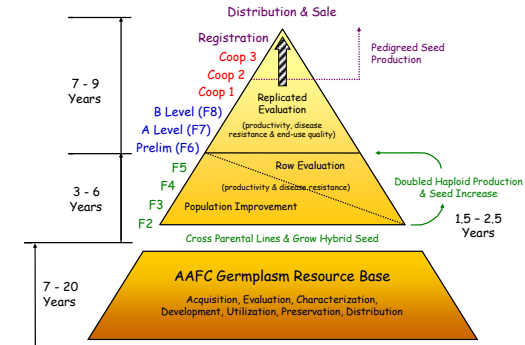 Distribution & Sale
Registration
Pedigreed Seed
Production
Coop 3
Coop 2
Coop 1
7 - 9
Years
Replicated
Evaluation
(productivity, disease
resistance & end-use quality)
B Level (F8)
A Level (F7)
Prelim (F6)
F5
Row Evaluation
(productivity & disease resistance)
Doubled Haploid Production
& Seed Increase
3 - 6
Years
F4
F3
Population Improvement
F2
1.5 - 2.5
Years
Cross Parental Lines & Grow Hybrid Seed
7 - 20
Years
AAFC Germplasm Resource Base
Acquisition, Evaluation, Characterization,
Development, Utilization, Preservation, Distribution